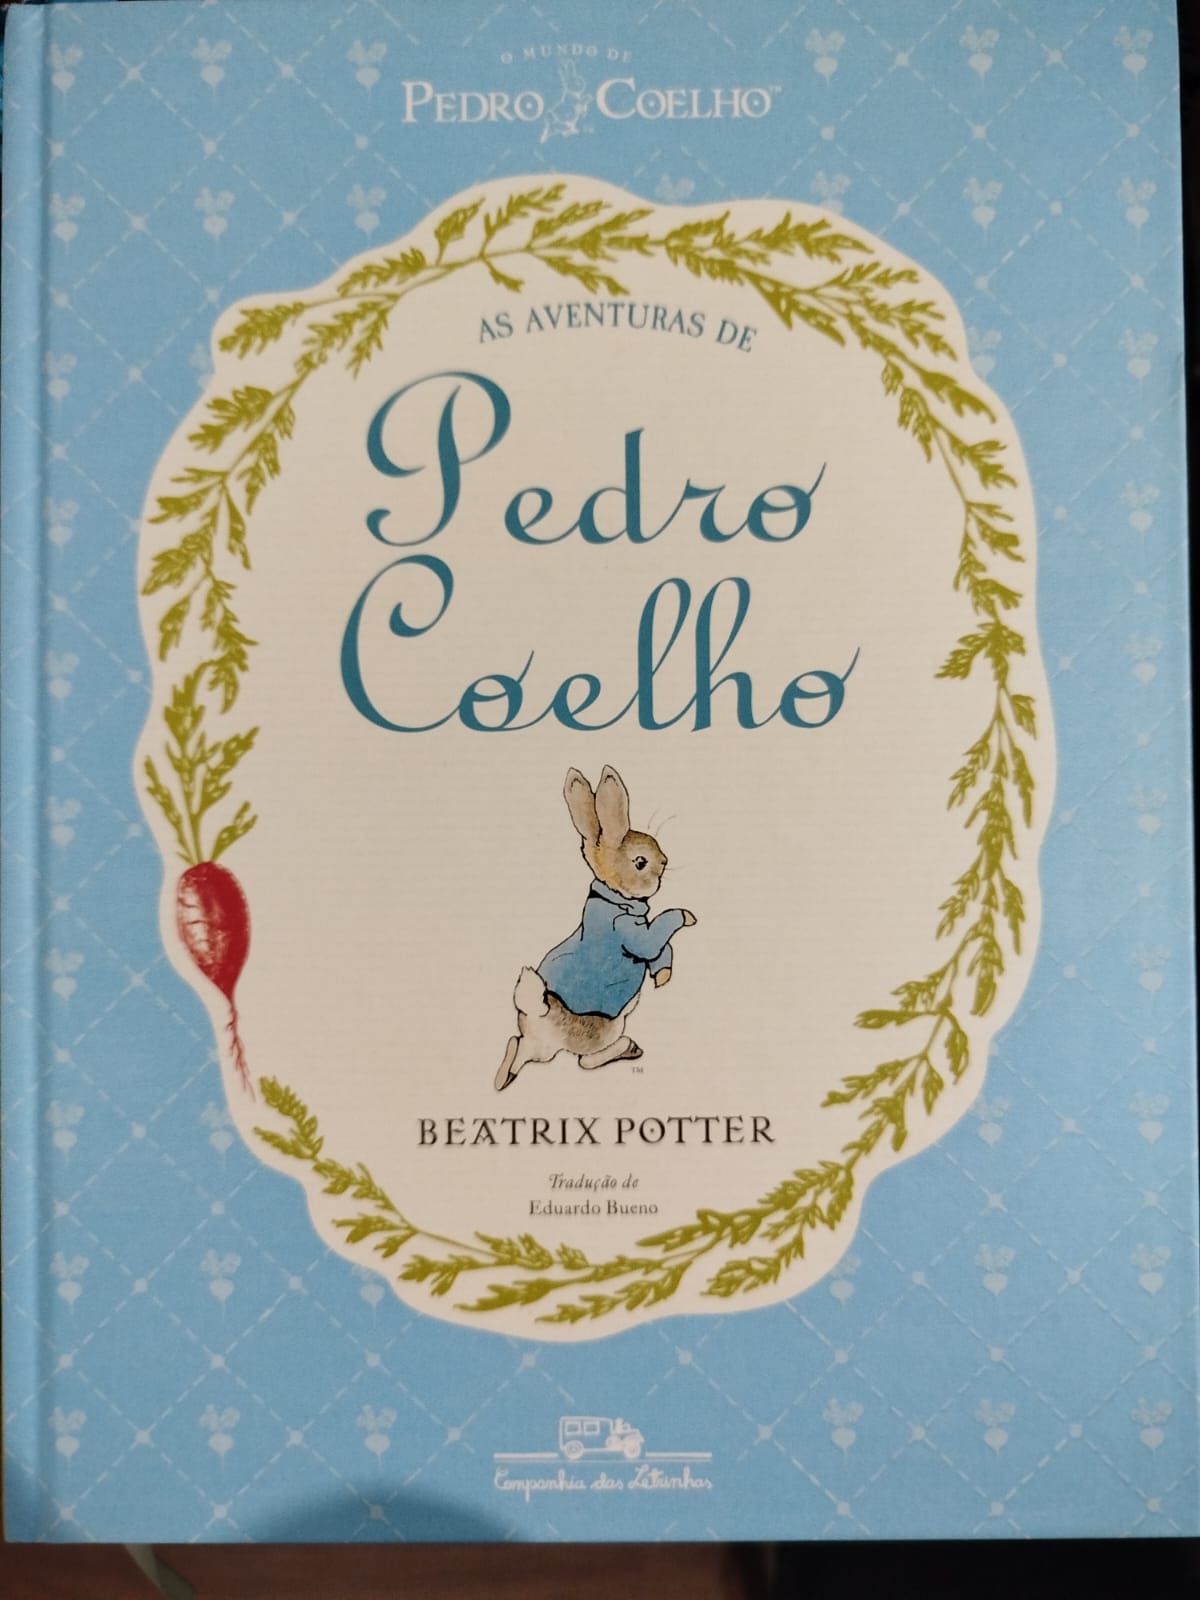 O MUNDO DE
PEDRO COELHO™
AS AVENTURAS DE
Pedro
Coelho
TM
BEATRIX POTTER
Tradução de
Eduardo Bueno
Companhia das Letrinhas